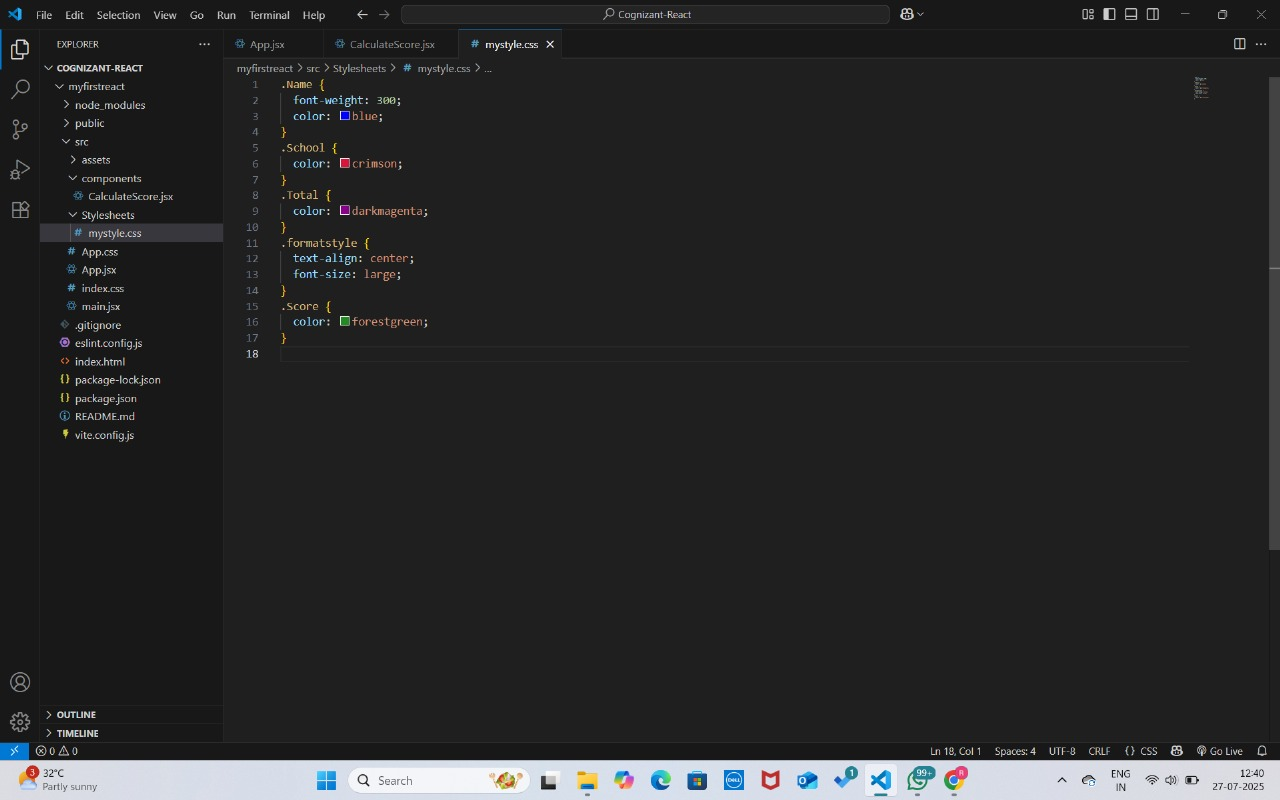 File Edit Selection View Go Run Terminal Help
Cognizant-React
EXPLORER
App.jsx
CalculateScore.jsx
# mystyle.css
COGNIZANT-REACT
myfirstreact
node_modules
public
src
assets
components
CalculateScore.jsx
Stylesheets
# mystyle.css
# App.css
App.jsx
# index.css
main.jsx
.gitignore
eslint.config.js
<> index.html
{} package-lock.json
{} package.json
README.md
vite.config.js
OUTLINE
TIMELINE
myfirstreact > src > Stylesheets > # mystyle.css > ...
1 .Name {
2 font-weight: 300;
3 color: blue;
4 }
5 .School {
6 color: crimson;
7 }
8 .Total {
9 color: darkmagenta;
10 }
11 .formatstyle {
12 text-align: center;
13 font-size: large;
14 }
15 .Score {
16 color: forestgreen;
17 }
18
0 0
Ln 18, Col 1 Spaces: 4 UTF-8 CRLF {} CSS Go Live
3
32°C
Partly sunny
Search
DELL
1
99+
R
ENG
IN
12:40
27-07-2025